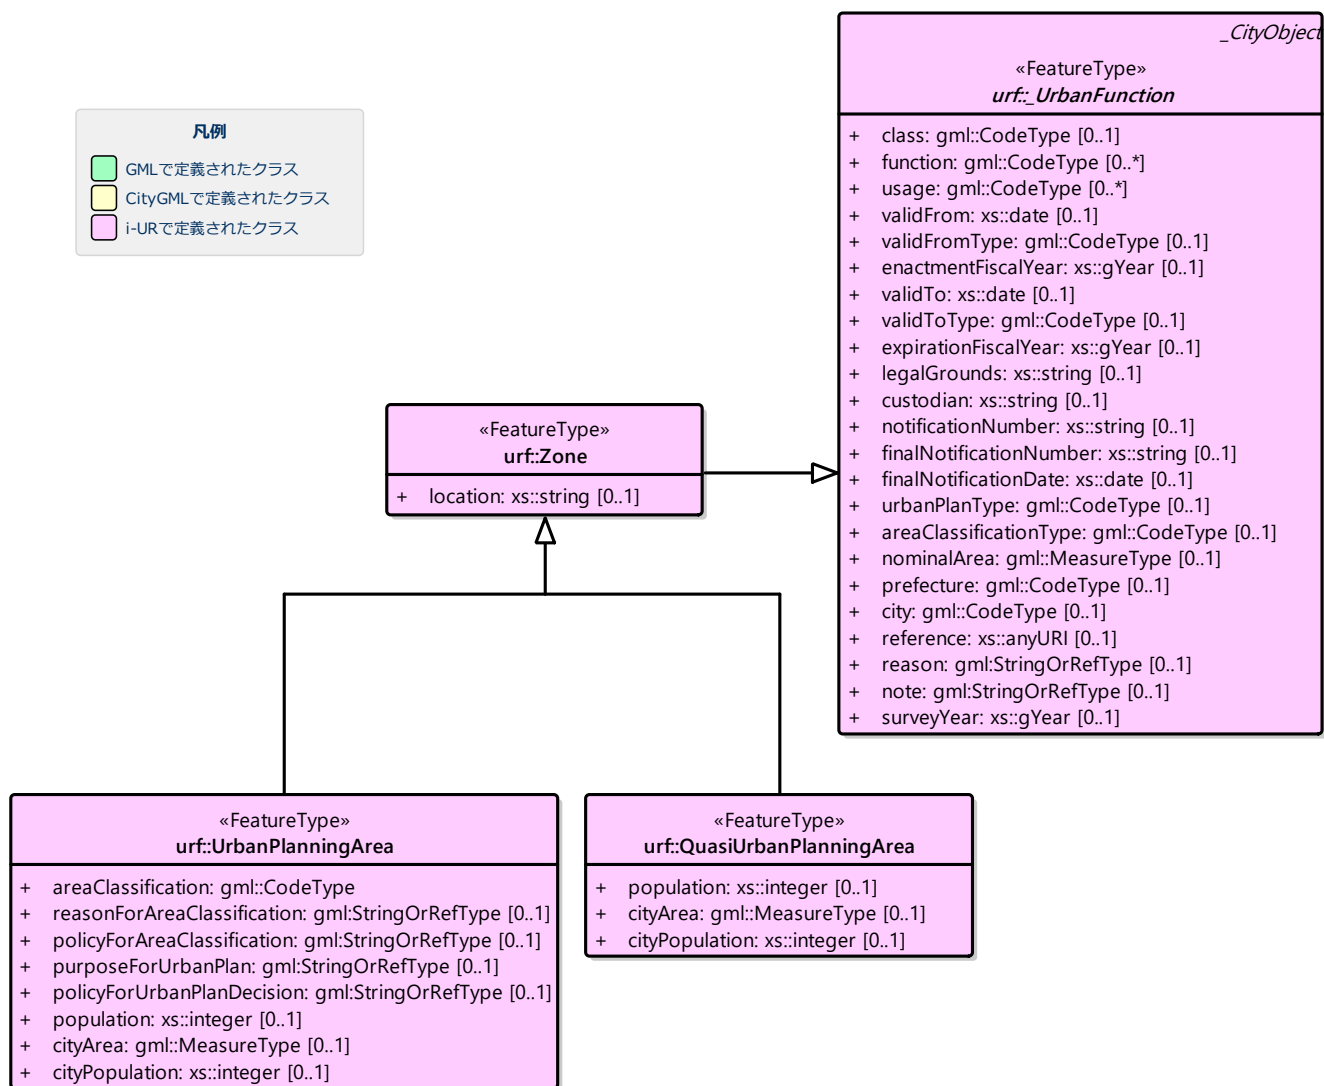 凡例
GMLで定義されたクラス
CityGMLで定義されたクラス
i-URで定義されたクラス
_CityObject
«FeatureType»
urf::_UrbanFunction
+ class: gml::CodeType [0..1]
+ function: gml::CodeType [0..*]
+ usage: gml::CodeType [0..*]
+ validFrom: xs::date [0..1]
+ validFromType: gml::CodeType [0..1]
+ enactmentFiscalYear: xs::gYear [0..1]
+ validTo: xs::date [0..1]
+ validToType: gml::CodeType [0..1]
+ expirationFiscalYear: xs::gYear [0..1]
+ legalGrounds: xs::string [0..1]
+ custodian: xs::string [0..1]
+ notificationNumber: xs::string [0..1]
+ finalNotificationNumber: xs::string [0..1]
+ finalNotificationDate: xs::date [0..1]
+ urbanPlanType: gml::CodeType [0..1]
+ areaClassificationType: gml::CodeType [0..1]
+ nominalArea: gml::MeasureType [0..1]
+ prefecture: gml::CodeType [0..1]
+ city: gml::CodeType [0..1]
+ reference: xs::anyURI [0..1]
+ reason: gml:StringOrRefType [0..1]
+ note: gml:StringOrRefType [0..1]
+ surveyYear: xs::gYear [0..1]
«FeatureType»
urf::Zone
+ location: xs::string [0..1]
«FeatureType»
urf::UrbanPlanningArea
+ areaClassification: gml::CodeType
+ reasonForAreaClassification: gml:StringOrRefType [0..1]
+ policyForAreaClassification: gml:StringOrRefType [0..1]
+ purposeForUrbanPlan: gml:StringOrRefType [0..1]
+ policyForUrbanPlanDecision: gml:StringOrRefType [0..1]
+ population: xs::integer [0..1]
+ cityArea: gml::MeasureType [0..1]
+ cityPopulation: xs::integer [0..1]
«FeatureType»
urf::QuasiUrbanPlanningArea
+ population: xs::integer [0..1]
+ cityArea: gml::MeasureType [0..1]
+ cityPopulation: xs::integer [0..1]